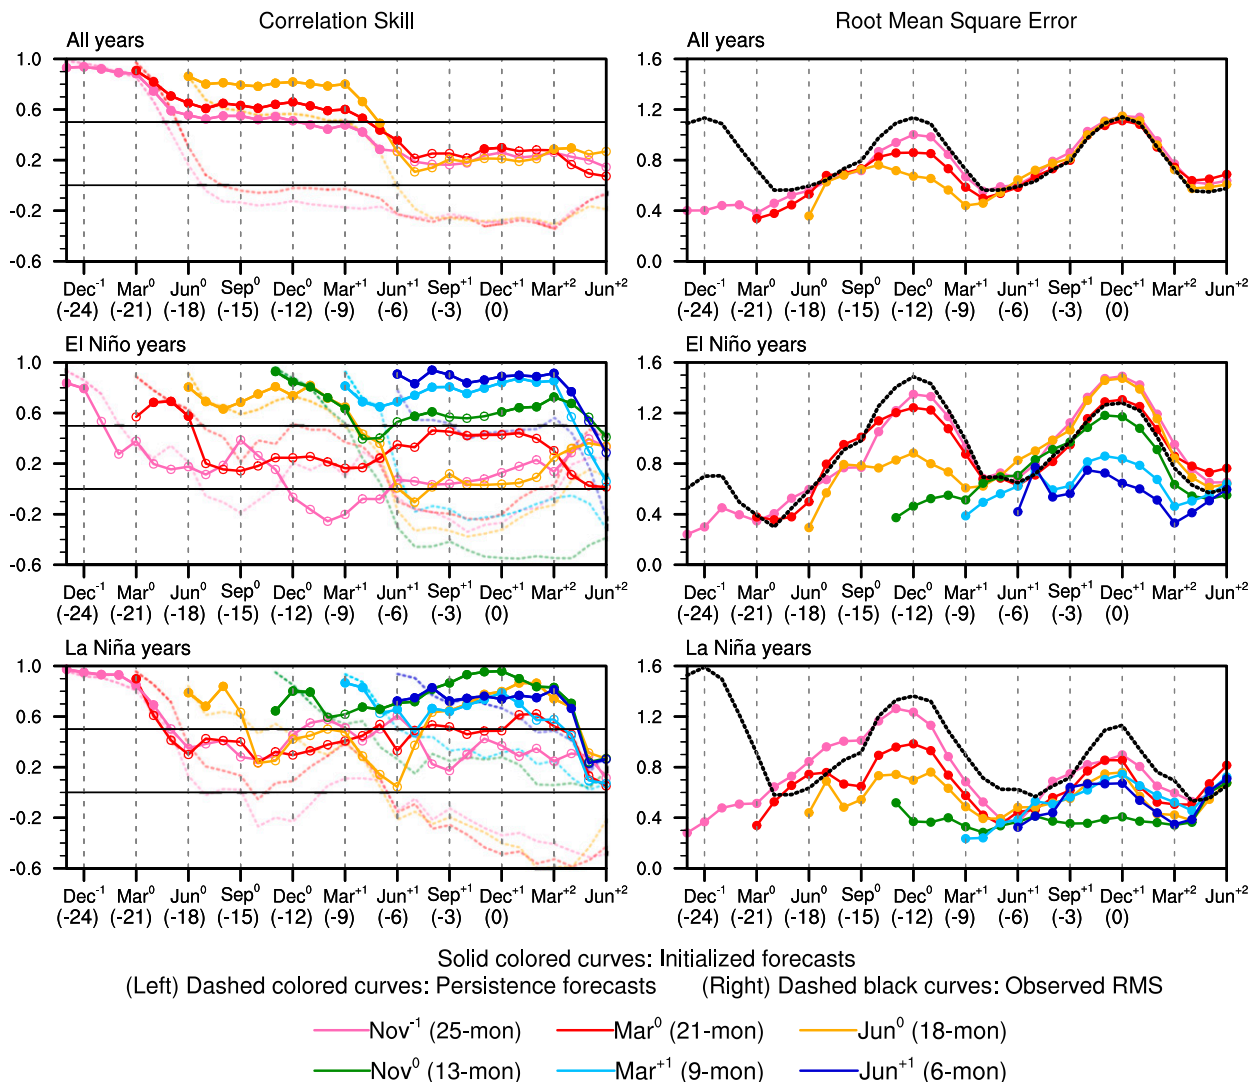 Correlation Skill
Root Mean Square Error
All years
All years
1.0
0.6
0.2
-0.2
-0.6
1.6
1.2
0.8
0.4
0.0
Dec⁻¹ Mar⁰ Jun⁰ Sep⁰ Dec⁰ Mar⁺¹ Jun⁺¹ Sep⁺¹ Dec⁺¹ Mar⁺² Jun⁺²
(-24) (-21) (-18) (-15) (-12) (-9) (-6) (-3) (0)
Dec⁻¹ Mar⁰ Jun⁰ Sep⁰ Dec⁰ Mar⁺¹ Jun⁺¹ Sep⁺¹ Dec⁺¹ Mar⁺² Jun⁺²
(-24) (-21) (-18) (-15) (-12) (-9) (-6) (-3) (0)
El Niño years
El Niño years
1.0
0.6
0.2
-0.2
-0.6
1.6
1.2
0.8
0.4
0.0
Dec⁻¹ Mar⁰ Jun⁰ Sep⁰ Dec⁰ Mar⁺¹ Jun⁺¹ Sep⁺¹ Dec⁺¹ Mar⁺² Jun⁺²
(-24) (-21) (-18) (-15) (-12) (-9) (-6) (-3) (0)
Dec⁻¹ Mar⁰ Jun⁰ Sep⁰ Dec⁰ Mar⁺¹ Jun⁺¹ Sep⁺¹ Dec⁺¹ Mar⁺² Jun⁺²
(-24) (-21) (-18) (-15) (-12) (-9) (-6) (-3) (0)
La Niña years
La Niña years
1.0
0.6
0.2
-0.2
-0.6
1.6
1.2
0.8
0.4
0.0
Dec⁻¹ Mar⁰ Jun⁰ Sep⁰ Dec⁰ Mar⁺¹ Jun⁺¹ Sep⁺¹ Dec⁺¹ Mar⁺² Jun⁺²
(-24) (-21) (-18) (-15) (-12) (-9) (-6) (-3) (0)
Dec⁻¹ Mar⁰ Jun⁰ Sep⁰ Dec⁰ Mar⁺¹ Jun⁺¹ Sep⁺¹ Dec⁺¹ Mar⁺² Jun⁺²
(-24) (-21) (-18) (-15) (-12) (-9) (-6) (-3) (0)
Solid colored curves: Initialized forecasts
(Left) Dashed colored curves: Persistence forecasts (Right) Dashed black curves: Observed RMS
Nov⁻¹ (25-mon) Mar⁰ (21-mon) Jun⁰ (18-mon)
Nov⁰ (13-mon) Mar⁺¹ (9-mon) Jun⁺¹ (6-mon)